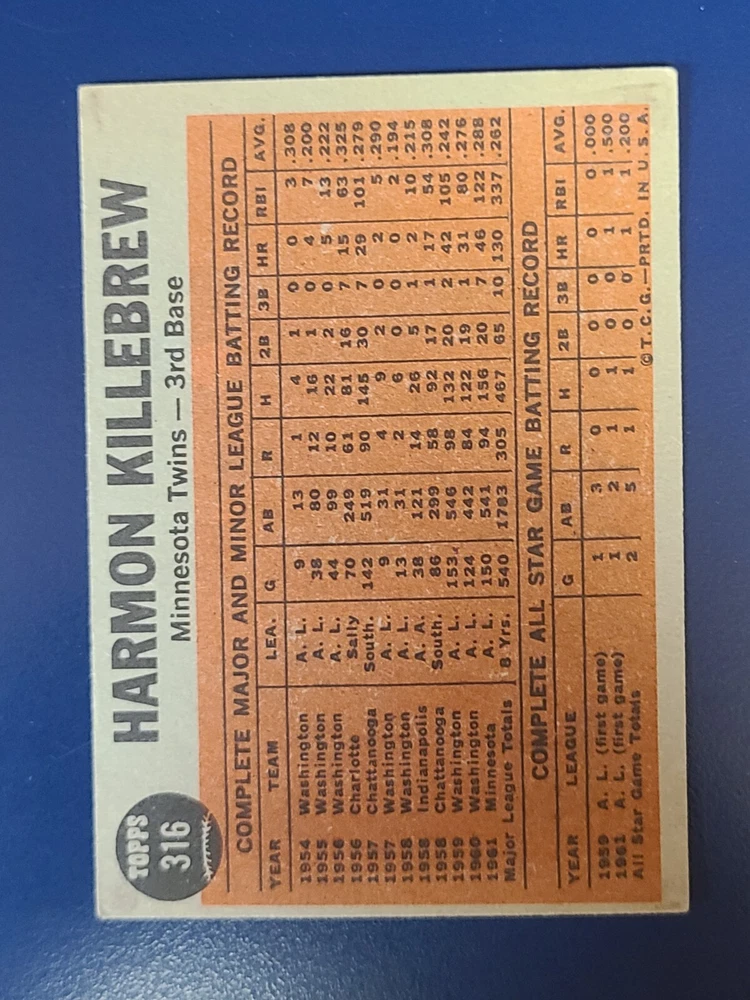 TOPPS
316
HARMON KILLEBREW
Minnesota Twins — 3rd Base
COMPLETE MAJOR AND MINOR LEAGUE BATTING RECORD
YEAR TEAM LEA. G AB R H 2B 3B HR RBI AVG.
1954 Washington A. L. 9 13 1 4 1 0 0 3 .308
1955 Washington A. L. 38 80 12 16 1 0 4 7 .200
1956 Washington A. L. 44 99 10 22 2 0 5 13 .222
1956 Charlotte Sally 70 249 61 81 16 7 15 63 .325
1957 Chattanooga South. 142 519 90 145 30 7 29 101 .279
1957 Washington A. L. 9 31 4 9 2 0 2 5 .290
1958 Washington A. L. 13 31 2 6 0 0 0 2 .194
1958 Indianapolis A. A. 38 121 14 26 5 1 2 10 .215
1958 Chattanooga South. 86 299 58 92 17 1 17 54 .308
1959 Washington A. L. 153 546 98 132 20 2 42 105 .242
1960 Washington A. L. 124 442 84 122 19 1 31 80 .276
1961 Minnesota A. L. 150 541 94 156 20 7 46 122 .288
Major League Totals 8 Yrs. 540 1783 305 467 65 10 130 337 .262
COMPLETE ALL STAR GAME BATTING RECORD
YEAR LEAGUE G AB R H 2B 3B HR RBI AVG.
1959 A. L. (first game) 1 3 0 0 0 0 0 0 .000
1961 A. L. (first game) 1 2 1 1 0 0 1 1 .500
All Star Game Totals 2 5 1 1 0 0 1 1 .200
©T.C.G.—PRTD. IN U.S.A.